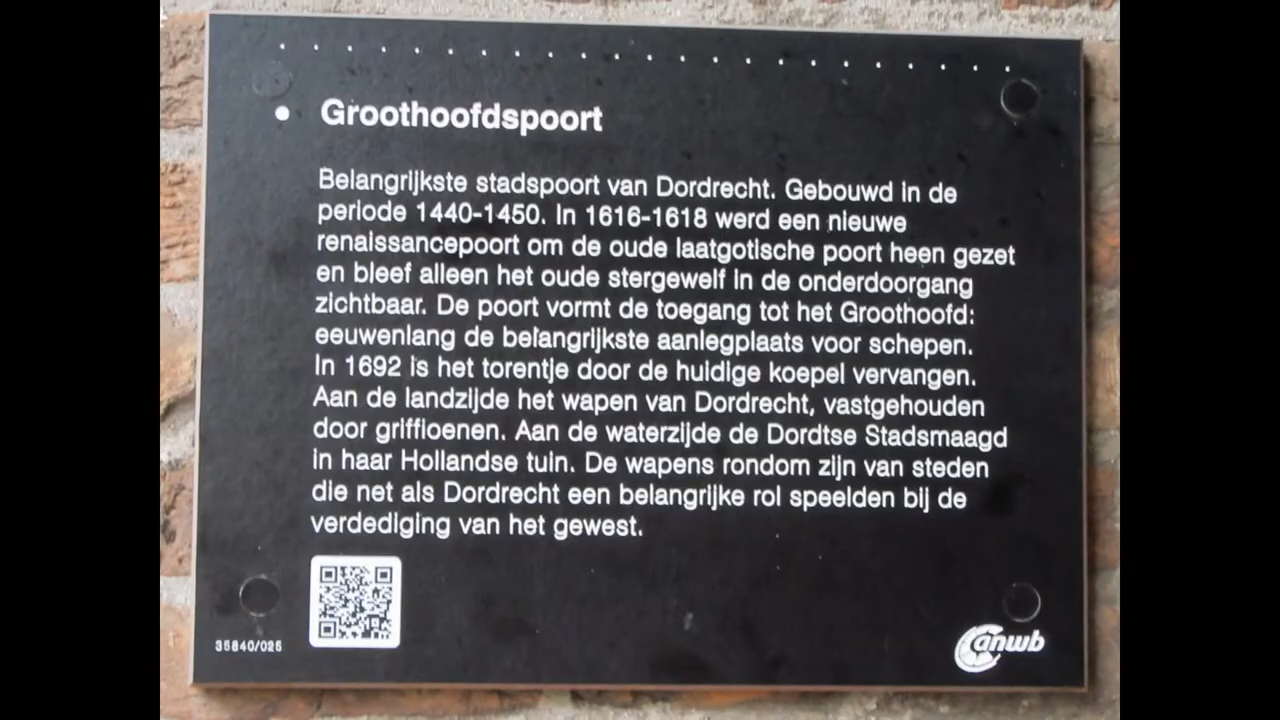 Groothoofdspoort
Belangrijkste stadspoort van Dordrecht. Gebouwd in de
periode 1440-1450. In 1616-1618 werd een nieuwe
renaissancepoort om de oude laatgotische poort heen gezet
en bleef alleen het oude stergewelf in de onderdoorgang
zichtbaar. De poort vormt de toegang tot het Groothoofd:
eeuwenlang de belangrijkste aanlegplaats voor schepen.
In 1692 is het torentje door de huidige koepel vervangen.
Aan de landzijde het wapen van Dordrecht, vastgehouden
door griffioenen. Aan de waterzijde de Dordtse Stadsmaagd
in haar Hollandse tuin. De wapens rondom zijn van steden
die net als Dordrecht een belangrijke rol speelden bij de
verdediging van het gewest.
35840/025
anwb